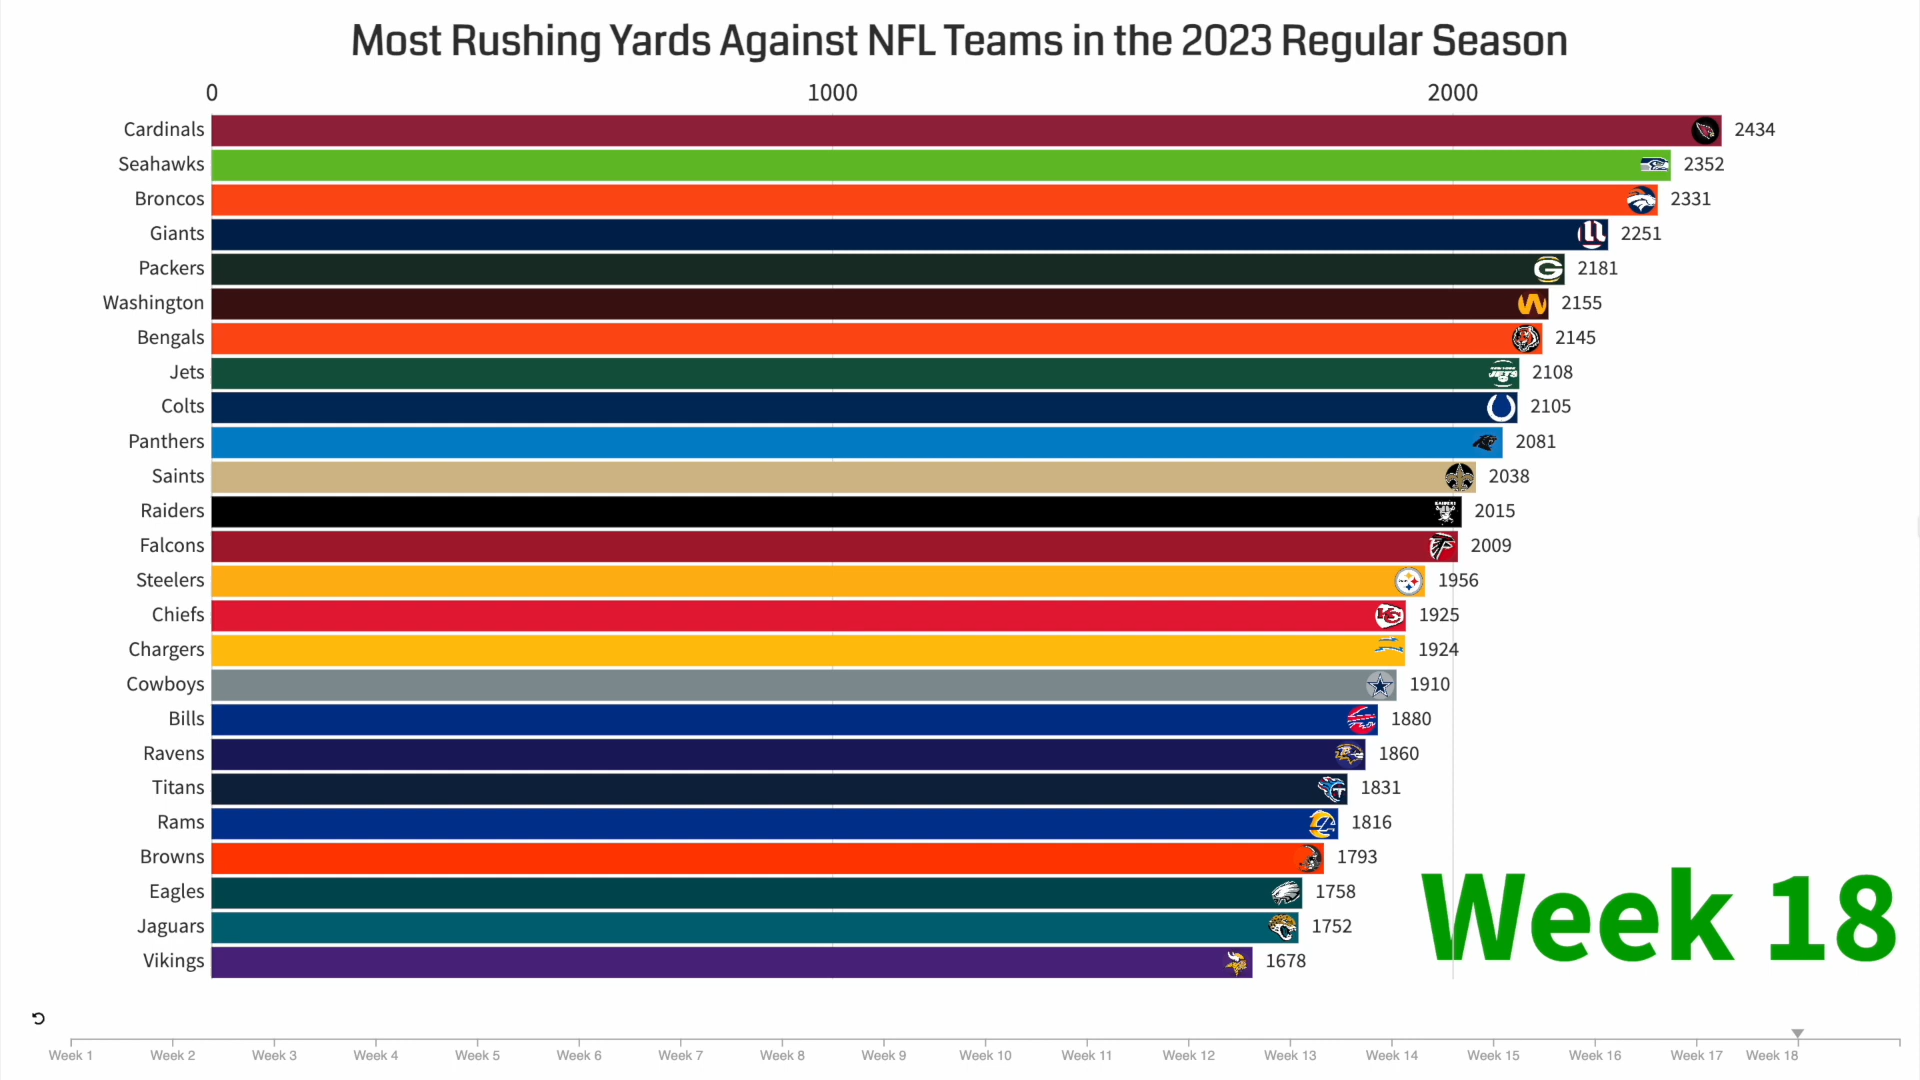 Most Rushing Yards Against NFL Teams in the 2023 Regular Season
0 1000 2000
Cardinals 2434
Seahawks 2352
Broncos 2331
Giants 2251
Packers 2181
Washington 2155
Bengals 2145
Jets JETS 2108
Colts 2105
Panthers 2081
Saints 2038
Raiders RAIDERS 2015
Falcons 2009
Steelers 1956
Chiefs KC 1925
Chargers 1924
Cowboys 1910
Bills 1880
Ravens 1860
Titans 1831
Rams 1816
Browns 1793
Eagles 1758
Jaguars 1752
Vikings 1678
Week 18
Week 1 Week 2 Week 3 Week 4 Week 5 Week 6 Week 7 Week 8 Week 9 Week 10 Week 11 Week 12 Week 13 Week 14 Week 15 Week 16 Week 17 Week 18